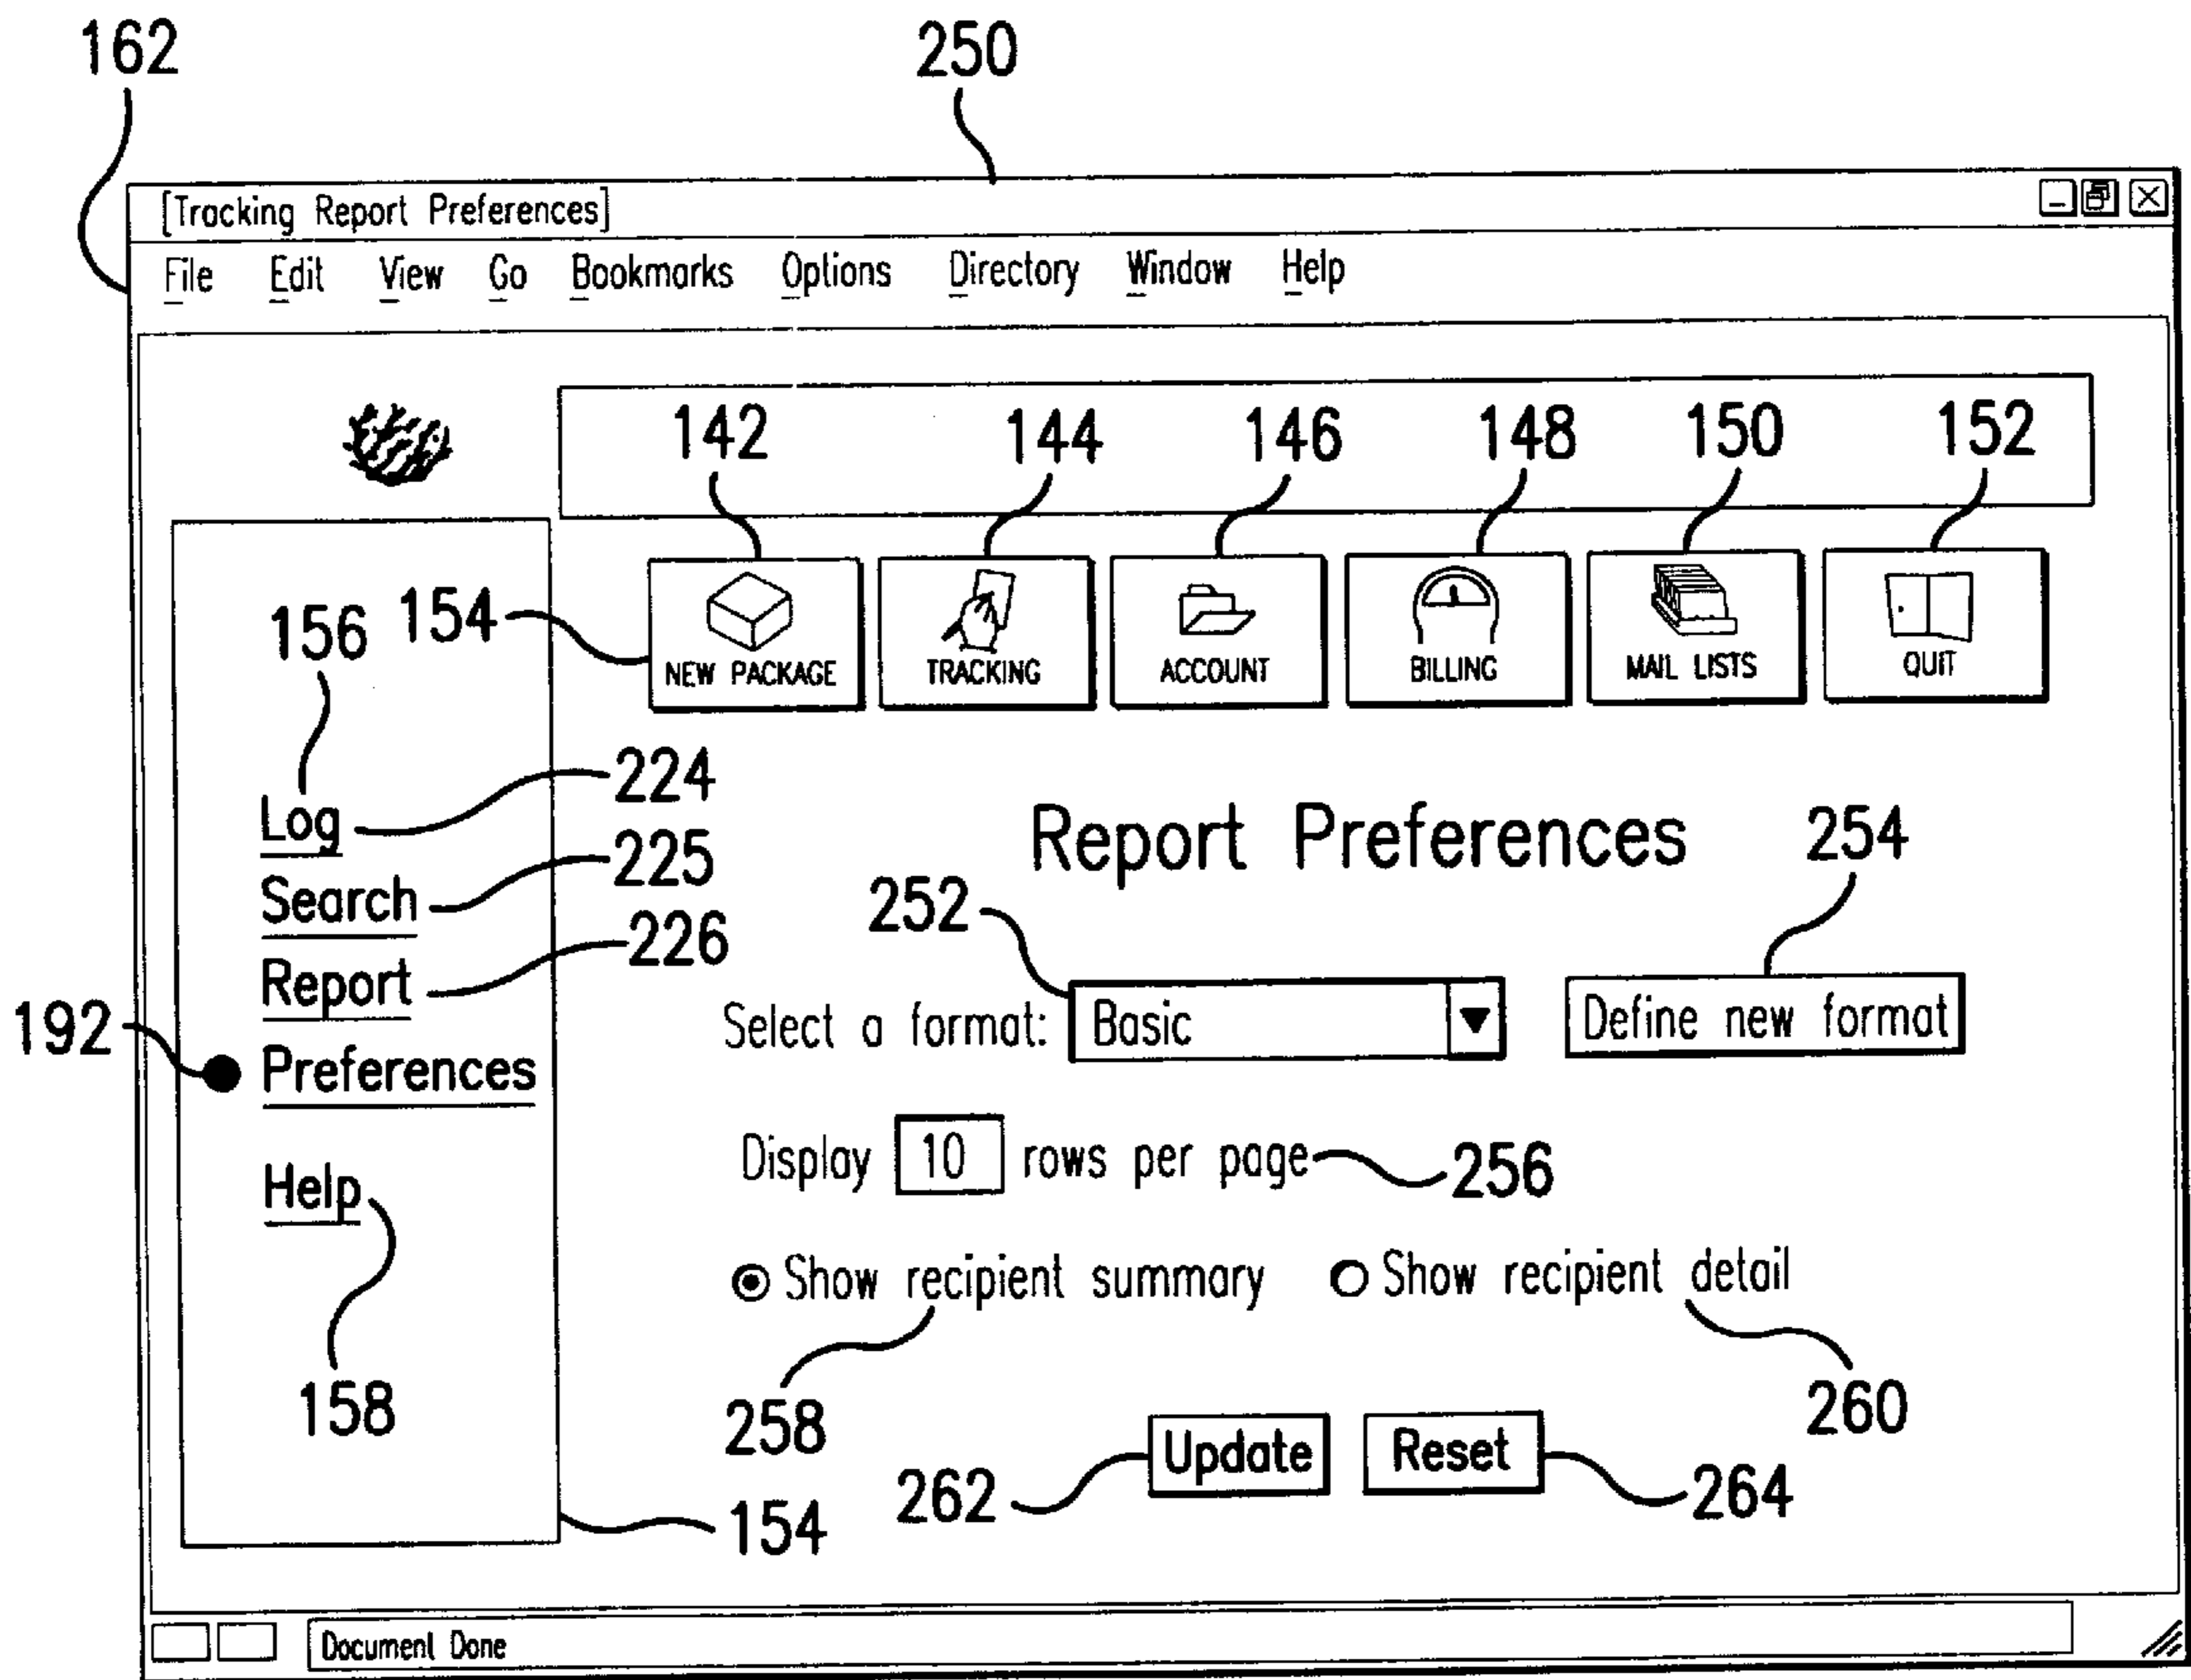 162 250
[Tracking Report Preferences]
File Edit View Go Bookmarks Options Directory Window Help
142 144 146 148 150 152
156 154
NEW PACKAGE TRACKING ACCOUNT BILLING MAIL LISTS QUIT
Log 224
Search 225
Report 226
192 Preferences
Help
158
154
Report Preferences
252 254
Select a format: Basic Define new format
Display 10 rows per page 256
Show recipient summary Show recipient detail
258 260
262 Update Reset 264
Document Done